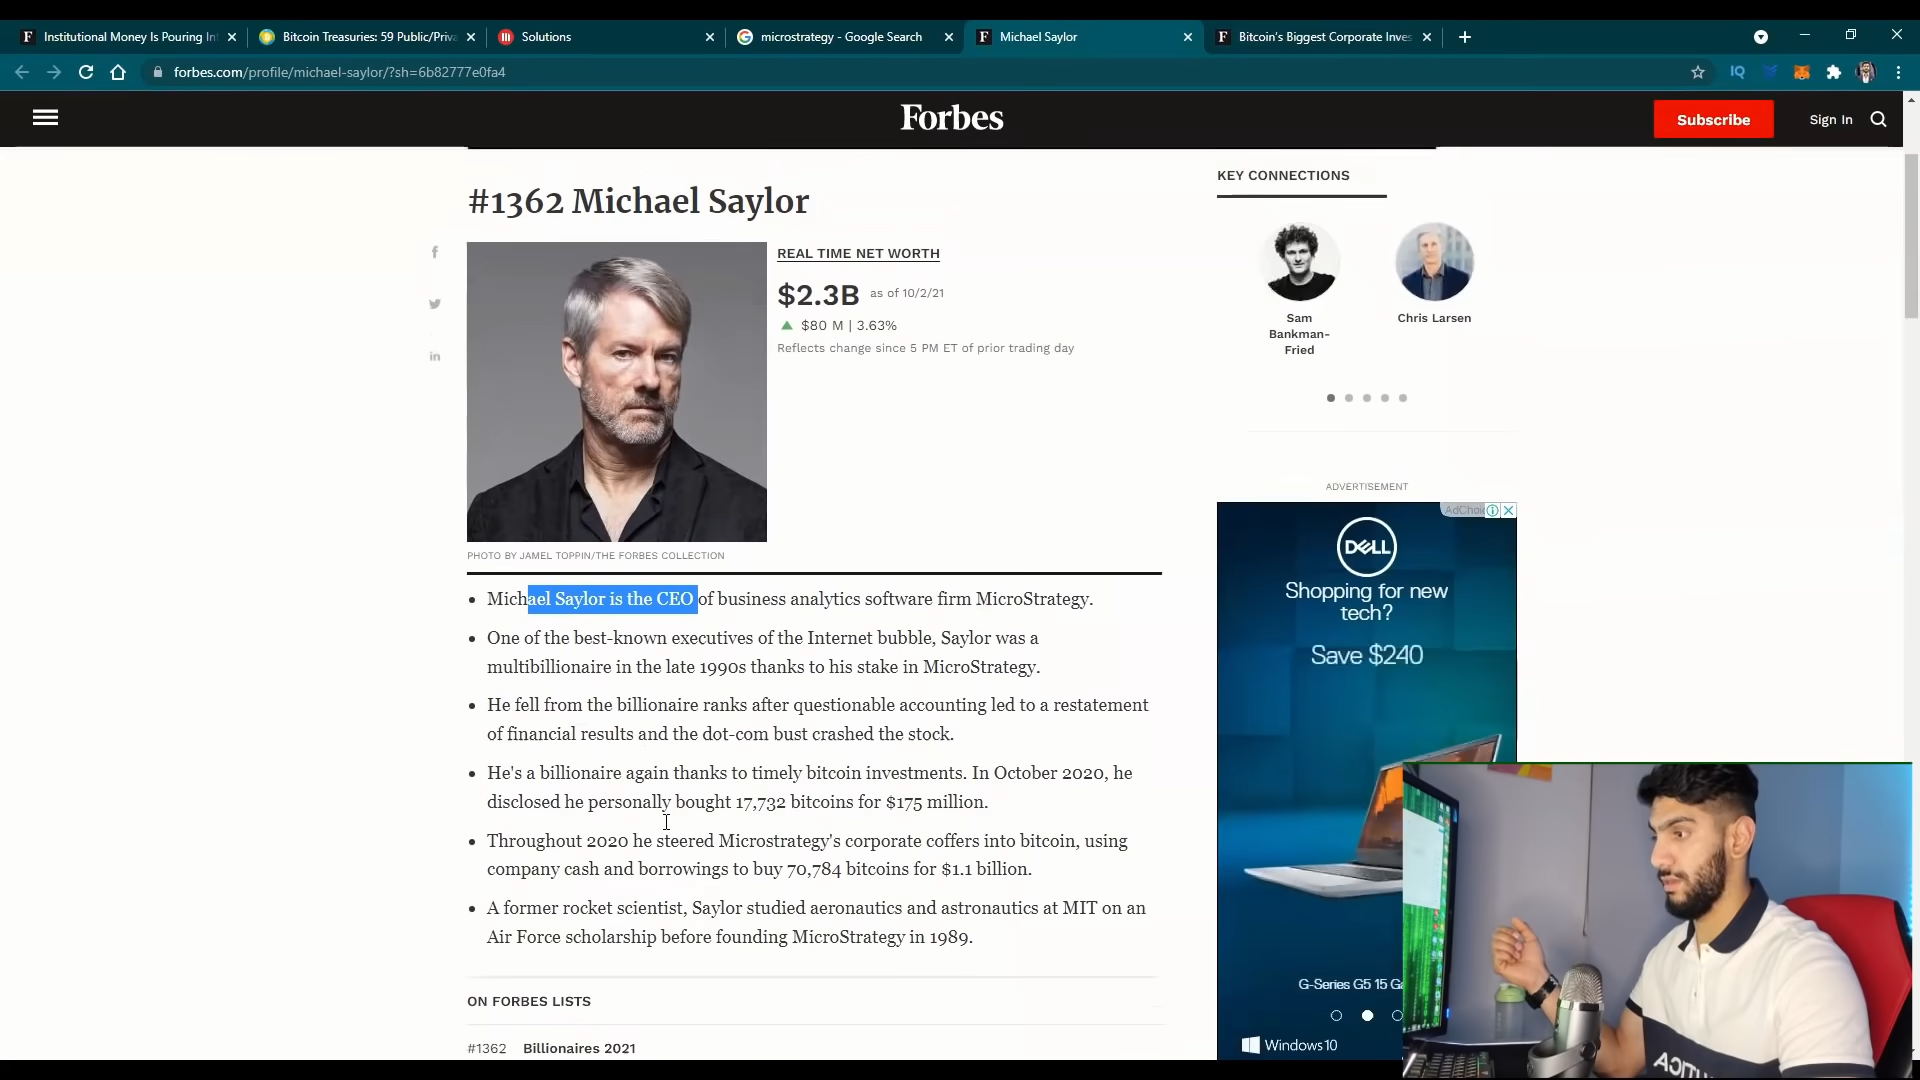 Institutional Money Is Pouring In
Bitcoin Treasuries: 59 Public/Priva
Solutions
microstrategy - Google Search
Michael Saylor
Bitcoin's Biggest Corporate Inves
forbes.com/profile/michael-saylor/?sh=6b82777e0fa4
IQ
Forbes
Subscribe
Sign In
#1362 Michael Saylor
REAL TIME NET WORTH
$2.3B as of 10/2/21
$80 M | 3.63%
Reflects change since 5 PM ET of prior trading day
PHOTO BY JAMEL TOPPIN/THE FORBES COLLECTION
• Michael Saylor is the CEO of business analytics software firm MicroStrategy.
• One of the best-known executives of the Internet bubble, Saylor was a
multibillionaire in the late 1990s thanks to his stake in MicroStrategy.
• He fell from the billionaire ranks after questionable accounting led to a restatement
of financial results and the dot-com bust crashed the stock.
• He's a billionaire again thanks to timely bitcoin investments. In October 2020, he
disclosed he personally bought 17,732 bitcoins for $175 million.
• Throughout 2020 he steered Microstrategy's corporate coffers into bitcoin, using
company cash and borrowings to buy 70,784 bitcoins for $1.1 billion.
• A former rocket scientist, Saylor studied aeronautics and astronautics at MIT on an
Air Force scholarship before founding MicroStrategy in 1989.
ON FORBES LISTS
#1362 Billionaires 2021
KEY CONNECTIONS
Sam
Bankman-
Fried
Chris Larsen
ADVERTISEMENT
AdChoic
DELL
Shopping for new
tech?
Save $240
G-Series G5 15 Ga
Windows10
NAUTICA